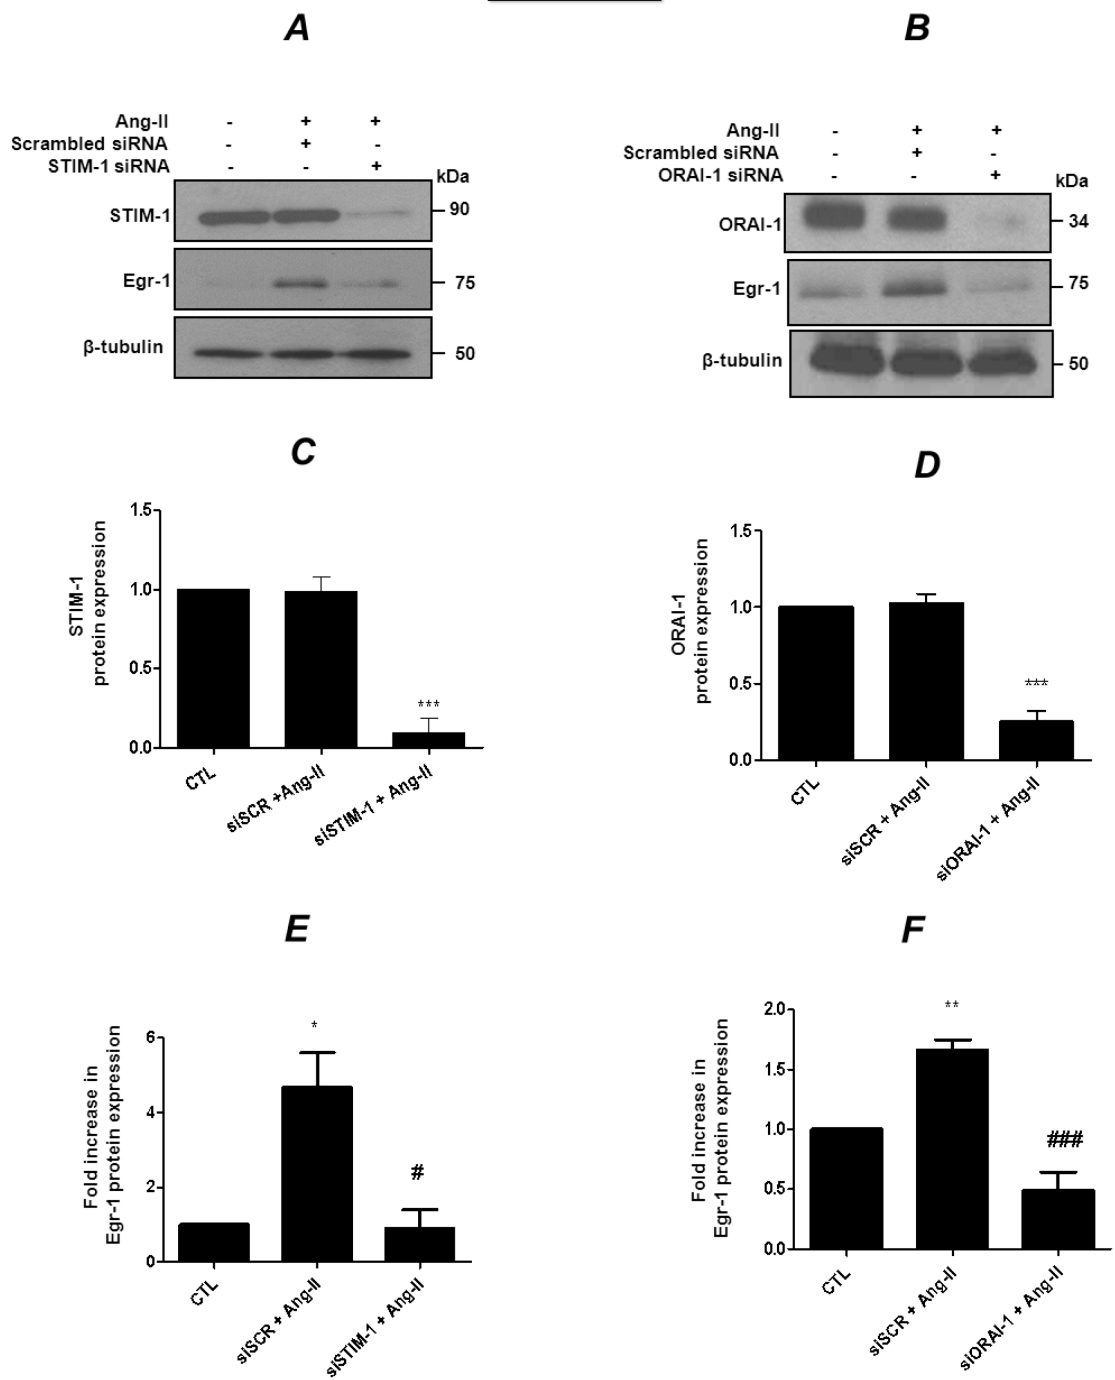 A
B
Ang-II - + +
Scrambled siRNA - + -
STIM-1 siRNA - - +
kDa
STIM-1 90
Egr-1 75
β-tubulin 50
Ang-II - + +
Scrambled siRNA - + -
ORAI-1 siRNA - - +
kDa
ORAI-1 34
Egr-1 75
β-tubulin 50
C
STIM-1
protein expression
1.5
1.0
0.5
0.0
***
CTL
siSCR +Ang-II
siSTIM-1 + Ang-II
D
ORAI-1
protein expression
1.5
1.0
0.5
0.0
***
CTL
siSCR + Ang-II
siORAI-1 + Ang-II
E
Fold increase in
Egr-1 protein expression
6
4
2
0
*
#
CTL
siSCR + Ang-II
siSTIM-1 + Ang-II
F
Fold increase in
Egr-1 protein expression
2.0
1.5
1.0
0.5
0.0
**
###
CTL
siSCR + Ang-II
siORAI-1 + Ang-II